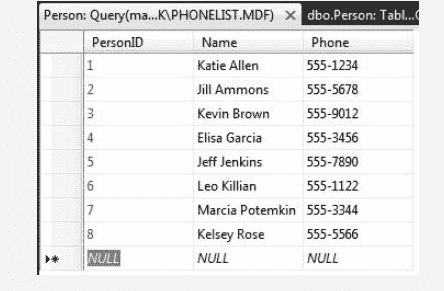 Person: Query(ma...K\PHONELIST.MDF) dbo.Person: Tabl...
PersonID Name Phone
1 Katie Allen 555-1234
2 Jill Ammons 555-5678
3 Kevin Brown 555-9012
4 Elisa Garcia 555-3456
5 Jeff Jenkins 555-7890
6 Leo Killian 555-1122
7 Marcia Potemkin 555-3344
8 Kelsey Rose 555-5566
NULL NULL NULL